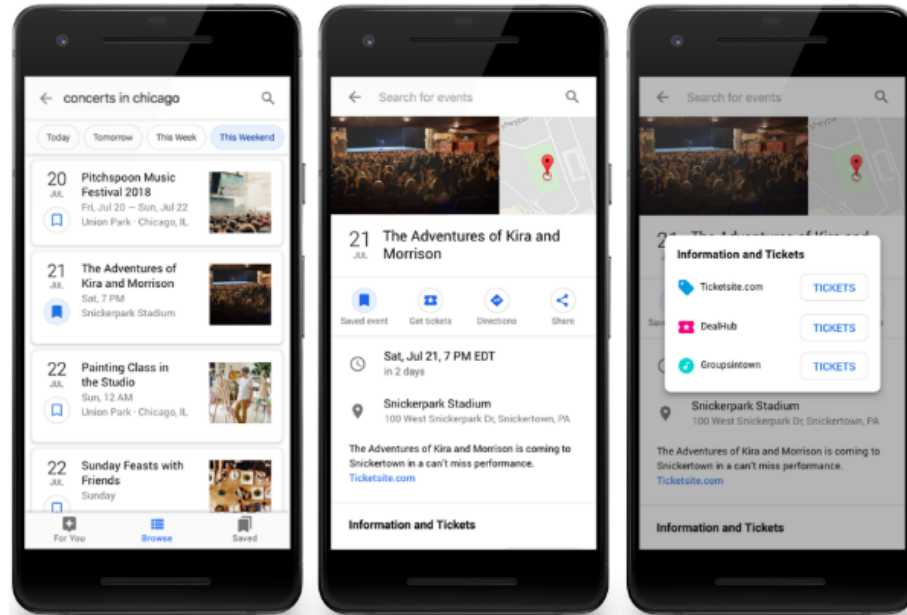 concerts in chicago
Today Tomorrow This Week This Weekend
20
JUL
Pitchspoon Music
Festival 2018
Fri, Jul 20 — Sun, Jul 22
Union Park · Chicago, IL
21
JUL
The Adventures of
Kira and Morrison
Sat, 7 PM
Snickerpark Stadium
22
JUL
Painting Class in
the Studio
Sun, 12 AM
Union Park · Chicago, IL
22
JUL
Sunday Feasts with
Friends
Sunday
For You Browse Saved
Search for events
21
JUL
The Adventures of Kira and
Morrison
Saved event Get tickets Directions Share
Sat, Jul 21, 7 PM EDT
in 2 days
Snickerpark Stadium
100 West Snickerpark Dr, Snickertown, PA
The Adventures of Kira and Morrison is coming to
Snickertown in a can't miss performance.
Ticketsite.com
Information and Tickets
Search for events
Information and Tickets
Ticketsite.com TICKETS
DealHub TICKETS
Groupsintown TICKETS
Snickerpark Stadium
100 West Snickerpark Dr, Snickertown, PA
The Adventures of Kira and Morrison is coming to
Snickertown in a can't miss performance.
Ticketsite.com
Information and Tickets